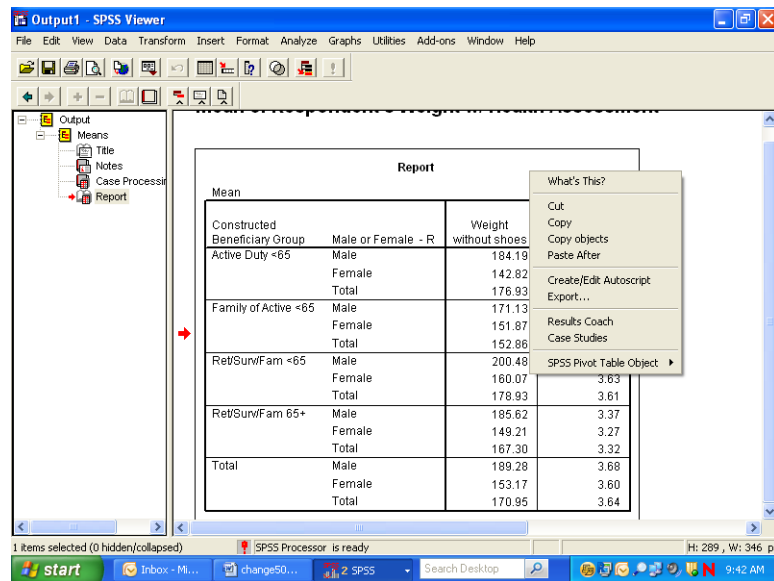 Output1 - SPSS Viewer
File Edit View Data Transform Insert Format Analyze Graphs Utilities Add-ons Window Help
Output
Means
Title
Notes
Case Processin
Report
Report
Mean
Constructed Beneficiary Group Male or Female - R Weight without shoes
Active Duty <65 Male 184.19
Female 142.82
Total 176.93
Family of Active <65 Male 171.13
Female 151.87
Total 152.86
Ret/Surv/Fam <65 Male 200.48
Female 160.07 3.63
Total 178.93 3.61
Ret/Surv/Fam 65+ Male 185.62 3.37
Female 149.21 3.27
Total 167.30 3.32
Total Male 189.28 3.68
Female 153.17 3.60
Total 170.95 3.64
What's This?
Cut
Copy
Copy objects
Paste After
Create/Edit Autoscript
Export...
Results Coach
Case Studies
SPSS Pivot Table Object
1 items selected (0 hidden/collapsed) SPSS Processor is ready H: 289 , W: 346 p
start Inbox - Mi... change50... 2 SPSS Search Desktop 9:42 AM